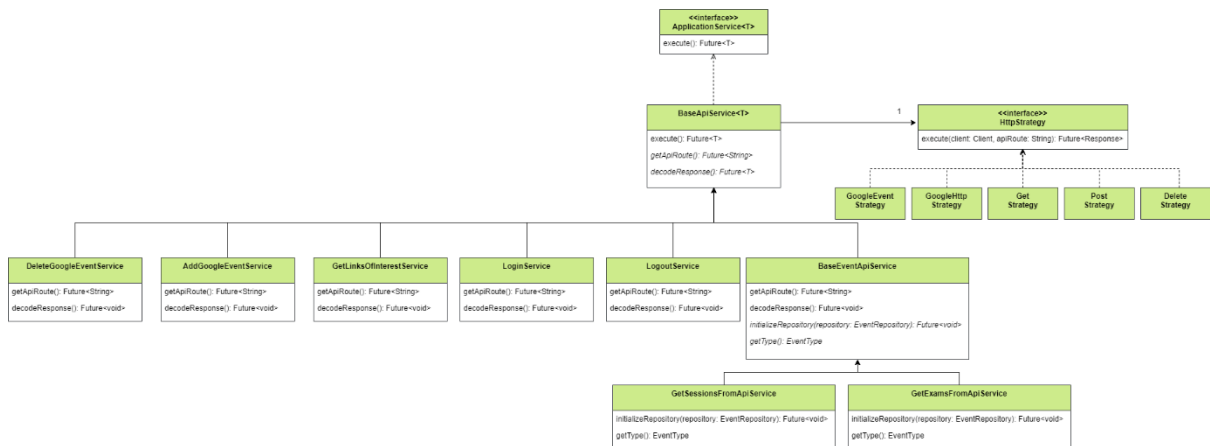 <<interface>>
ApplicationService<T>
execute(): Future<T>
BaseApiService<T>
execute(): Future<T>
getApiRoute(): Future<String>
decodeResponse(): Future<T>
1
<<interface>>
HttpStrategy
execute(client: Client, apiRoute: String): Future<Response>
GoogleEvent
Strategy
GoogleHttp
Strategy
Get
Strategy
Post
Strategy
Delete
Strategy
DeleteGoogleEventService
getApiRoute(): Future<String>
decodeResponse(): Future<void>
AddGoogleEventService
getApiRoute(): Future<String>
decodeResponse(): Future<void>
GetLinksOfInterestService
getApiRoute(): Future<String>
decodeResponse(): Future<void>
LoginService
getApiRoute(): Future<String>
decodeResponse(): Future<void>
LogoutService
getApiRoute(): Future<String>
decodeResponse(): Future<void>
BaseEventApiService
getApiRoute(): Future<String>
decodeResponse(): Future<void>
initializeRepository(repository: EventRepository): Future<void>
getType(): EventType
GetSessionsFromApiService
initializeRepository(repository: EventRepository): Future<void>
getType(): EventType
GetExamsFromApiService
initializeRepository(repository: EventRepository): Future<void>
getType(): EventType